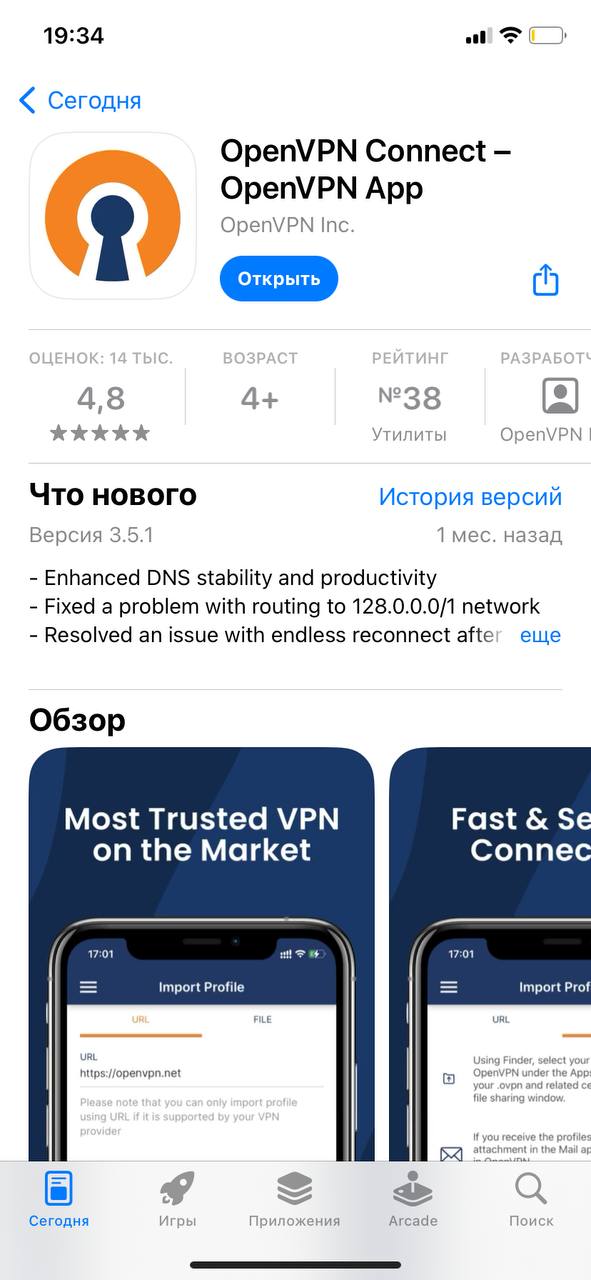 19:34
Сегодня
OpenVPN Connect –
OpenVPN App
OpenVPN Inc.
Открыть
ОЦЕНОК: 14 ТЫС.
4,8
ВОЗРАСТ
4+
РЕЙТИНГ
№38
Утилиты
РАЗРАБОТЧ
OpenVPN
Что нового
История версий
Версия 3.5.1
1 мес. назад
- Enhanced DNS stability and productivity
- Fixed a problem with routing to 128.0.0.0/1 network
- Resolved an issue with endless reconnect after еще
Обзор
Most Trusted VPN
on the Market
17:01
Import Profile
URL FILE
URL
https://openvpn.net
Please note that you can only import profile
using URL if it is supported by your VPN
provider
Fast & Se
Connec
17:01
Import Prof
URL
Using Finder, select your
OpenVPN under the Apps
your .ovpn and related ce
file sharing window.
If you receive the profiles
attachment in the Mail ap
Сегодня
Игры
Приложения
Arcade
Поиск